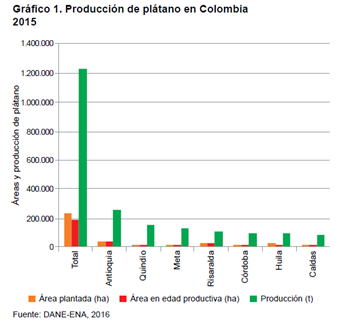 Gráfico 1. Producción de plátano en Colombia
2015
Áreas y producción de plátano
1.400.000
1.200.000
1.000.000
800.000
600.000
400.000
200.000
0
Total
Antioquia
Quindío
Meta
Risaralda
Córdoba
Huila
Caldas
Área plantada (ha)
Área en edad productiva (ha)
Producción (t)
Fuente: DANE-ENA, 2016